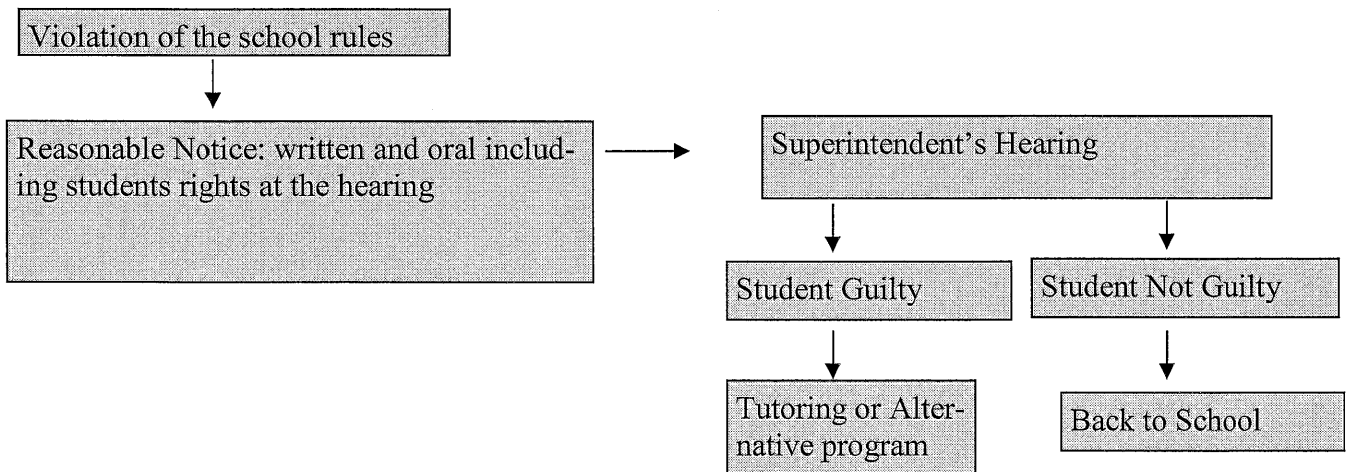 Violation of the school rules
Reasonable Notice: written and oral includ-
ing students rights at the hearing
Superintendent's Hearing
Student Guilty
Student Not Guilty
Tutoring or Alter-
native program
Back to School